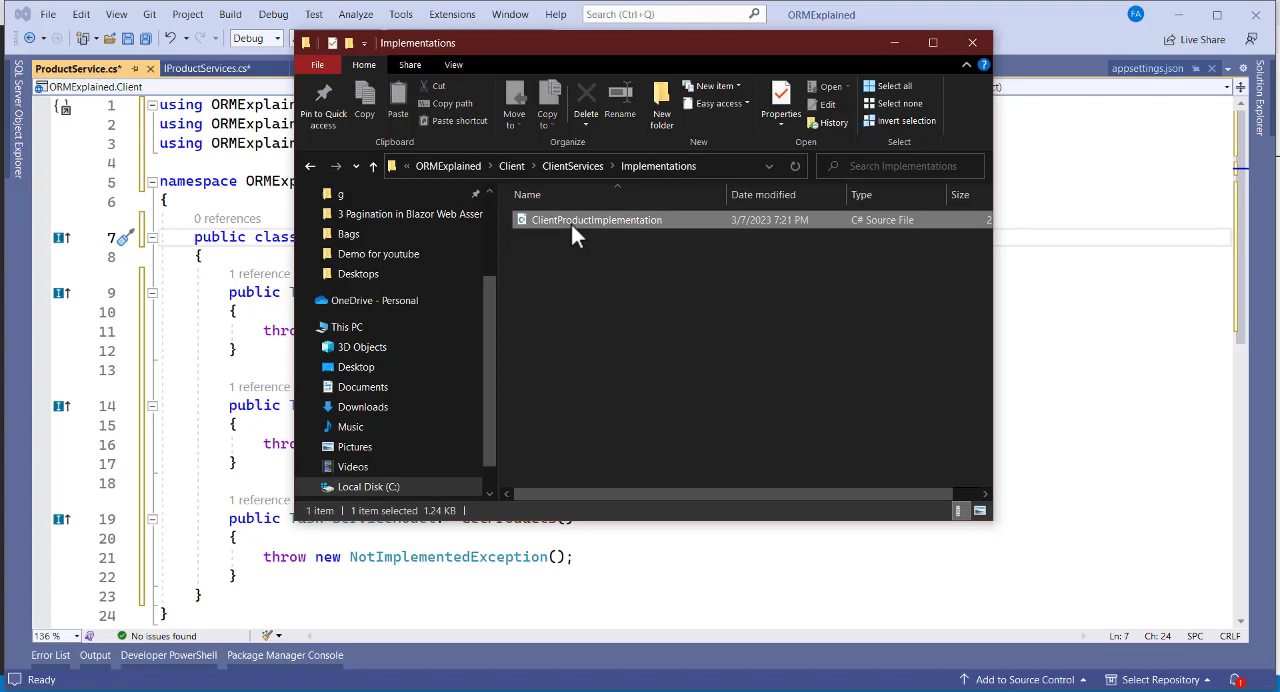 File Edit View Git Project Build Debug Test Analyze Tools Extensions Window Help Search (Ctrl+Q) ORMExplained FA
Debug Live Share
ProductService.cs* IProductServices.cs* appsettings.json
ORMExplained.Client
SQL Server Object Explorer
Solution Explorer
1 using ORMExplain
2 using ORMExplain
3 using ORMExplain
4
5 namespace ORMExp
6 {
0 references
7 public class
8 {
1 reference
9 public T
10 {
11 thro
12 }
13
1 reference
14 public T
15 {
16 thro
17 }
18
1 reference
19 public
20 {
21 throw new NotImplementedException();
22 }
23 }
24 }
Implementations
File Home Share View
Pin to Quick access
Copy
Paste
Cut
Copy path
Paste shortcut
Clipboard
Move to
Copy to
Delete
Rename
Organize
New folder
New item
Easy access
New
Properties
Open
Edit
History
Open
Select all
Select none
Invert selection
Select
« ORMExplained > Client > ClientServices > Implementations
Search Implementations
g
3 Pagination in Blazor Web Asser
Bags
Demo for youtube
Desktops
OneDrive - Personal
This PC
3D Objects
Desktop
Documents
Downloads
Music
Pictures
Videos
Local Disk (C:)
Name Date modified Type Size
ClientProductImplementation 3/7/2023 7:21 PM C# Source File 2
1 item 1 item selected 1.24 KB
136 % No issues found Ln: 7 Ch: 24 SPC CRLF
Error List Output Developer PowerShell Package Manager Console
Ready Add to Source Control Select Repository 1